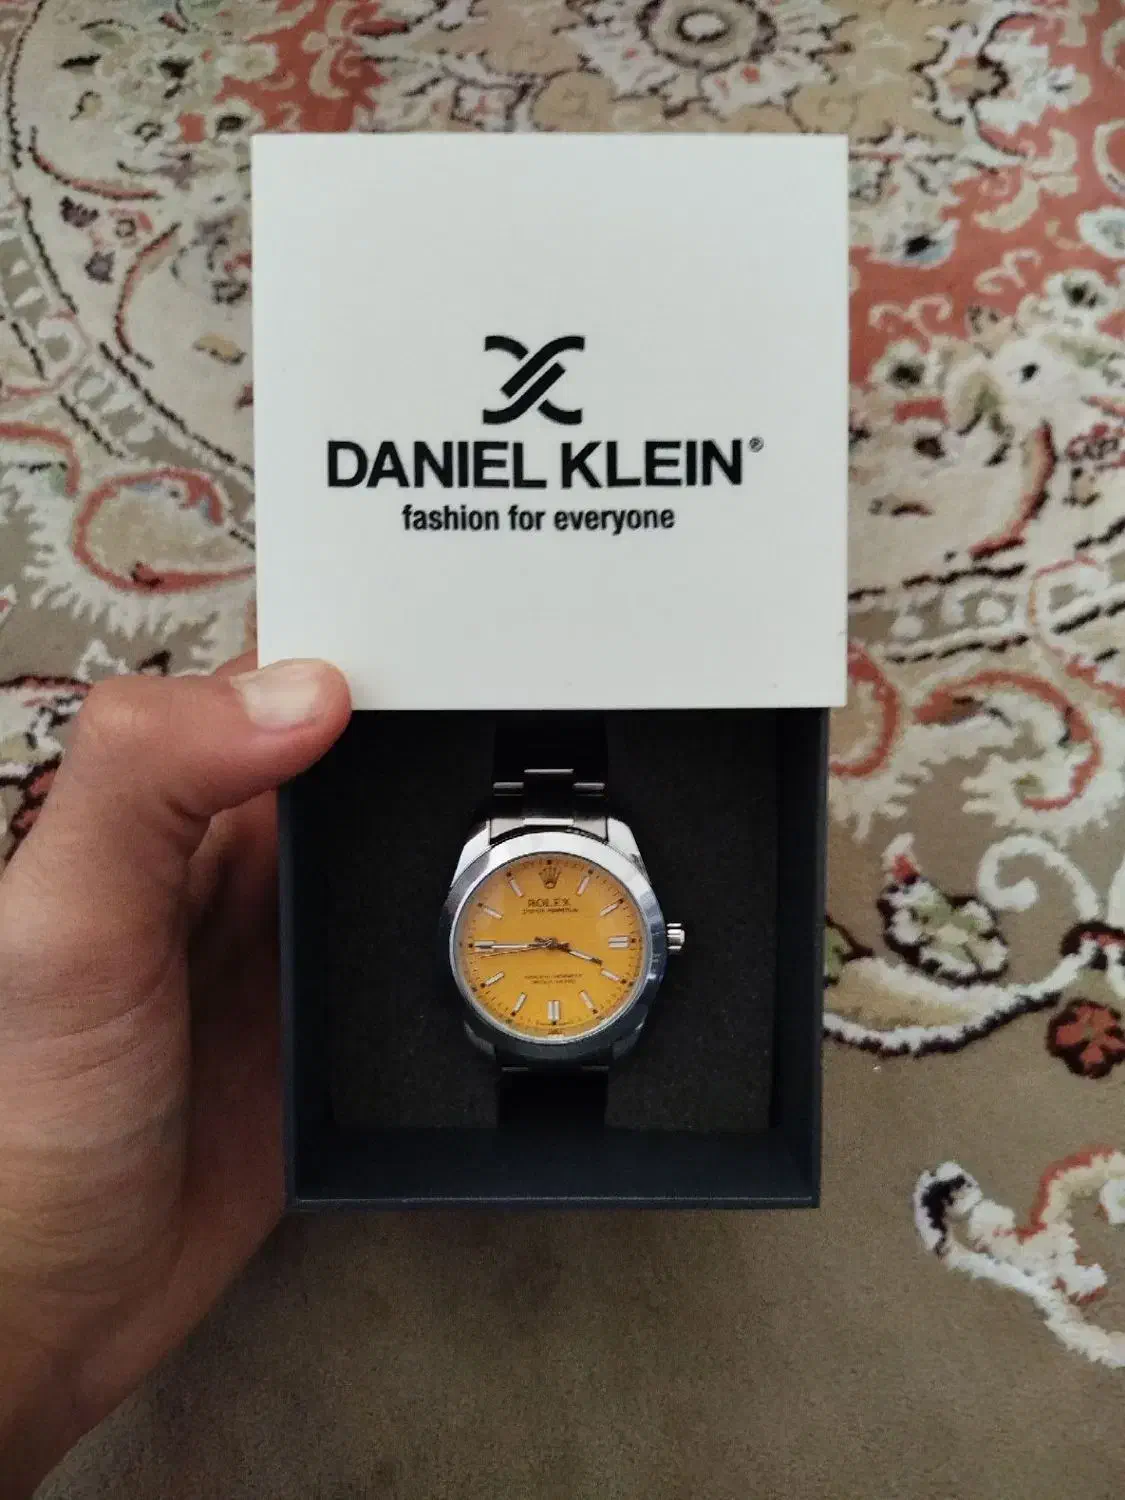 DANIEL KLEIN®
fashion for everyone
ROLEX